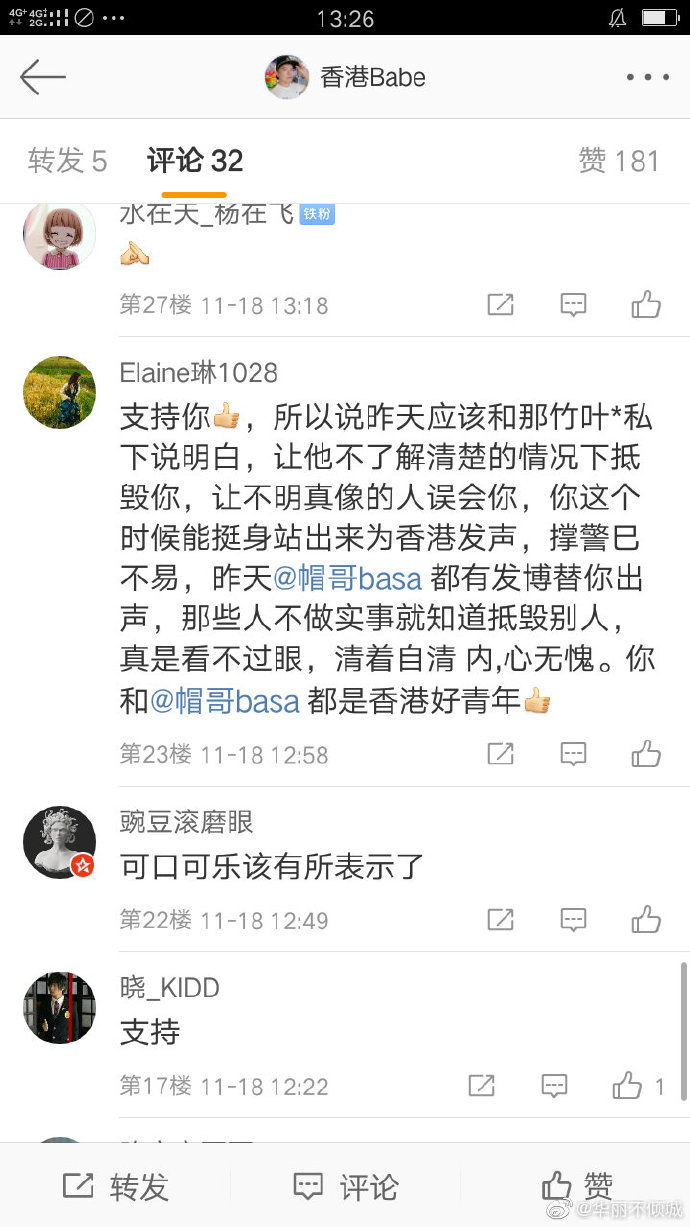 4G+ 4G+ 2G
13:26
香港Babe
转发 5 评论 32 赞 181
水在天_杨在飞 铁粉
第27楼 11-18 13:18
Elaine琳1028
支持你👍，所以说昨天应该和那竹叶*私
下说明白，让他不了解清楚的情况下抵
毁你，让不明真像的人误会你，你这个
时候能挺身站出来为香港发声，撑警巳
不易，昨天@帽哥basa 都有发博替你出
声，那些人不做实事就知道抵毁别人，
真是看不过眼，清着自清 内,心无愧。你
和@帽哥basa 都是香港好青年👍
第23楼 11-18 12:58
豌豆滚磨眼
可口可乐该有所表示了
第22楼 11-18 12:49
晓_KIDD
支持
第17楼 11-18 12:22 1
转发 评论 赞
@华丽不倾城